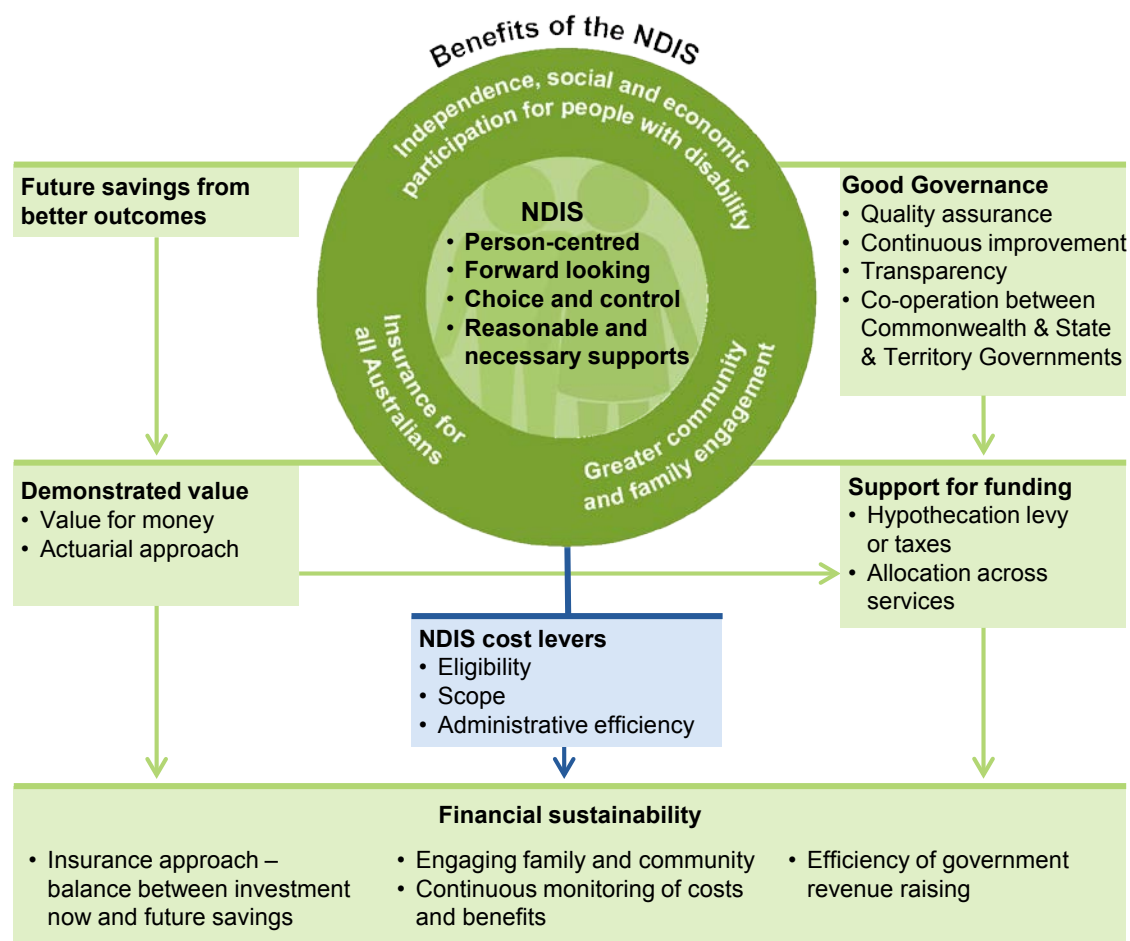 Benefits of the NDIS
Independence, social and economic
participation for people with disability
NDIS
• Person-centred
• Forward looking
• Choice and control
• Reasonable and
necessary supports
Insurance for
all Australians
Greater community
and family engagement
Future savings from
better outcomes
Good Governance
• Quality assurance
• Continuous improvement
• Transparency
• Co-operation between
Commonwealth & State
& Territory Governments
Demonstrated value
• Value for money
• Actuarial approach
Support for funding
• Hypothecation levy
or taxes
• Allocation across
services
NDIS cost levers
• Eligibility
• Scope
• Administrative efficiency
Financial sustainability
• Insurance approach –
balance between investment
now and future savings
• Engaging family and community
• Continuous monitoring of costs
and benefits
• Efficiency of government
revenue raising